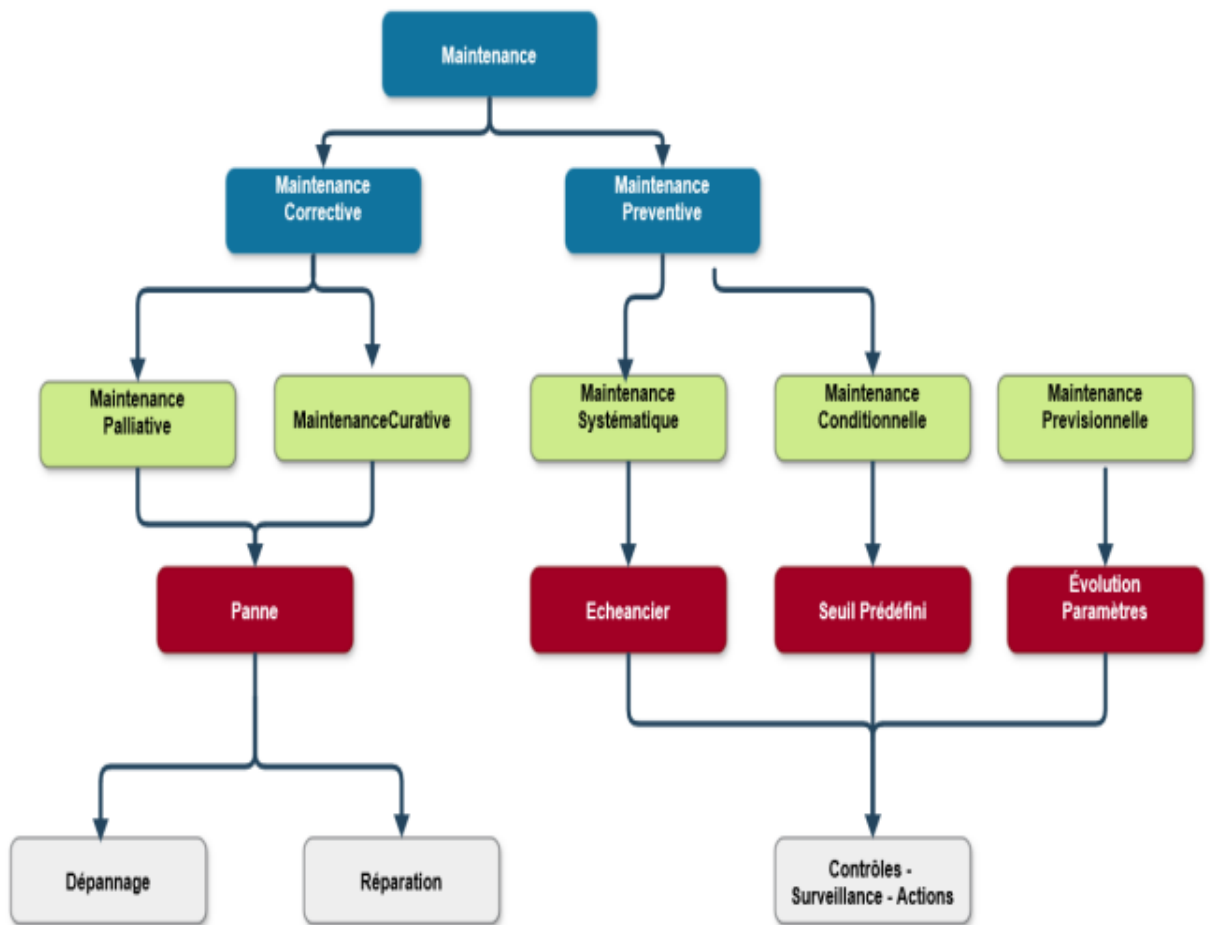 Maintenance
Maintenance
Corrective
Maintenance
Preventive
Maintenance
Palliative
MaintenanceCurative
Maintenance
Systématique
Maintenance
Conditionnelle
Maintenance
Previsionnelle
Panne
Echeancier
Seuil Prédéfini
Évolution
Paramètres
Dépannage
Réparation
Contrôles -
Surveillance - Actions